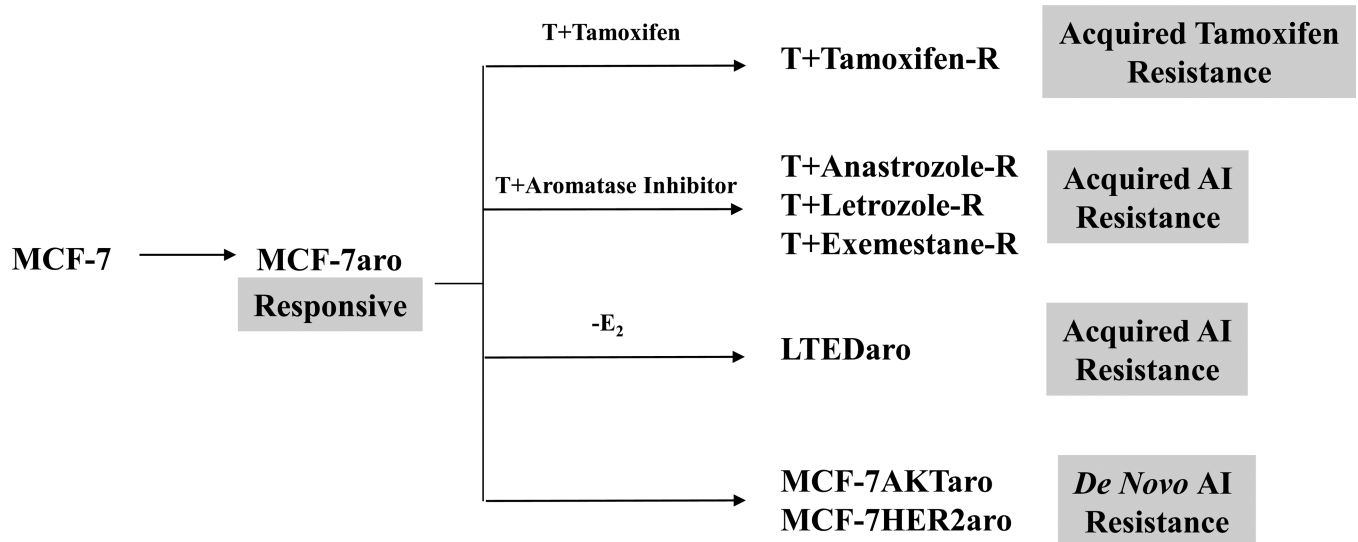 MCF-7
MCF-7aro
Responsive
T+Tamoxifen
T+Tamoxifen-R
Acquired Tamoxifen
Resistance
T+Aromatase Inhibitor
T+Anastrozole-R
T+Letrozole-R
T+Exemestane-R
Acquired AI
Resistance
-E₂
LTEDaro
Acquired AI
Resistance
MCF-7AKTaro
MCF-7HER2aro
De Novo AI
Resistance